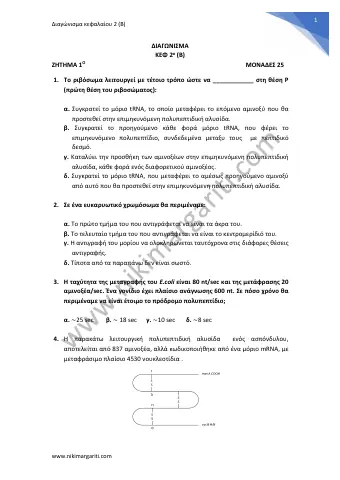 Διαγώνισμα κεφαλαίου 2 (Β)
1
ΔΙΑΓΩΝΙΣΜΑ
ΚΕΦ 2ο (Β)
ΖΗΤΗΜΑ 1Ο ΜΟΝΑΔΕΣ 25
1. Το ριβόσωμα λειτουργεί με τέτοιο τρόπο ώστε να ____________ στη θέση P
(πρώτη θέση του ριβοσώματος):
α. Συγκρατεί το μόριο tRNA, το οποίο μεταφέρει το επόμενο αμινοξύ που θα
προστεθεί στην επιμηκυνόμενη πολυπεπτιδική αλυσίδα.
β. Συγκρατεί το προηγούμενο κάθε φορά μόριο tRNA, που φέρει το
επιμηκυνόμενο πολυπεπτίδιο, συνδεδεμένα μεταξυ τους με πεπτιδικό
δεσμό.
γ. Καταλύει την προσθήκη των αμινοξέων στην επιμηκυνόμενη πολυπεπτιδική
αλυσίδα, κάθε φορά ενός διαφορετικού αμινοξέος.
δ. Συγκρατεί το μόριο tRNA, που μεταφέρει το αμέσως προηγούμενο αμινοξύ
από αυτό που θα προστεθεί στην επιμηκυνόμενη πολυπεπτιδική αλυσίδα.
2. Σε ένα ευκαρυωτικό χρωμόσωμα θα περιμέναμε:
α. Το πρώτο τμήμα του που αντιγράφεται να είναι τα άκρα του.
β. Το τελευταίο τμήμα του που αντιγράφεται να είναι το κεντρομερίδιό του.
γ. Η αντιγραφή του μορίου να ολοκληρώνεται ταυτόχρονα στις διάφορες θέσεις
αντιγραφής.
δ. Τίποτα από τα παραπάνω δεν είναι σωστό.
3. Η ταχύτητα της μεταγραφής του E.coli είναι 80 nt/sec και της μετάφρασης 20
αμινοξέα/sec. Ένα γονίδιο έχει πλαίσιο ανάγνωσης 600 nt. Σε πόσο χρόνο θα
περιμέναμε να είναι έτοιμο το πρόδρομο πολυπεπτίδιο;
α. ~25 sec β. ~ 18 sec γ. ~10 sec δ. ~8 sec
4. Η παρακάτω λειτουργική πολυπεπτιδική αλυσίδα ενός ασπόνδυλου,
αποτελείται από 837 αμινοξέα, αλλά κωδικοποιήθηκε από ένα μόριο mRNA, με
μεταφράσιμο πλαίσιο 4530 νουκλεοτίδια .
www.nikimargariti.com
www.nikimargariti.com